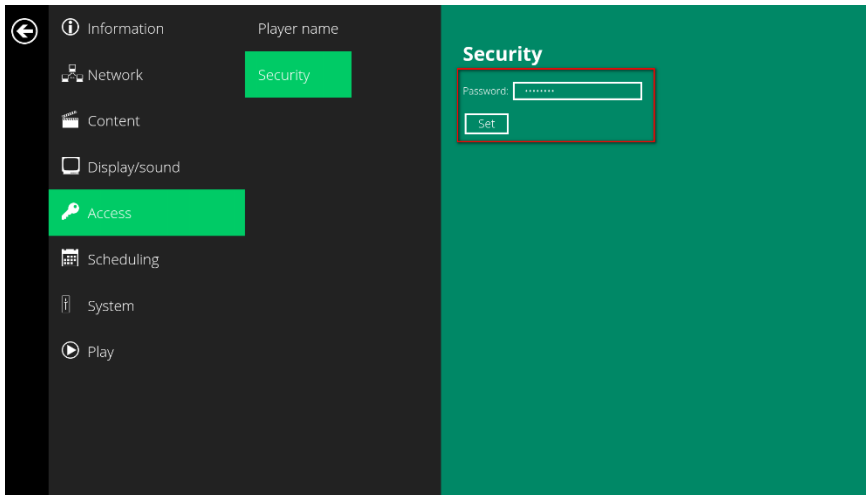 Information
Network
Content
Display/sound
Access
Scheduling
System
Play
Player name
Security
Security
Password: ········
Set